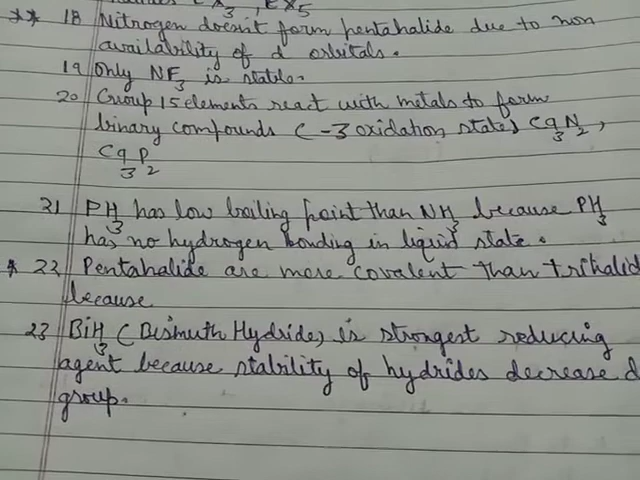 X3, EX5
** 18 Nitrogen doesn't form pentahalide due to non
availability of d orbitals.
19 Only NF3 is stable.
20 Group 15 elements react with metals to form
binary compounds (-3 oxidation state) Ca3N2,
Ca3P2
21 PH3 has low boiling point than NH3 because PH3
has no hydrogen bonding in liquid state.
* 22 Pentahalide are more covalent than trihalid
because
23 BiH3 (Bismuth Hydride) is strongest reducing
agent because stability of hydrides decrease d
group.